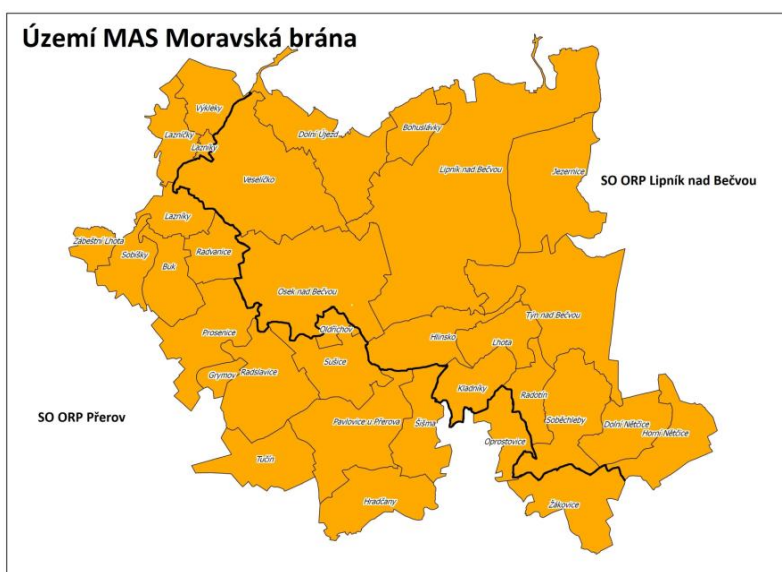 Území MAS Moravská brána
Výkleky
Lazničky
Lazníky
Dolní Újezd
Bohuslávky
Veselíčko
Lipník nad Bečvou
Jezernice
SO ORP Lipník nad Bečvou
Lazníky
Zábeštní Lhota
Sobíšky
Buk
Radvanice
Osek nad Bečvou
Týn nad Bečvou
Prosenice
Oldřichov
Hlinsko
Lhota
Grymov
Radslavice
Sušice
Kladníky
Radotín
SO ORP Přerov
Pavlovice u Přerova
Šišma
Soběchleby
Dolní Nětčice
Horní Nětčice
Oprostovice
Tučín
Hradčany
Žákovice